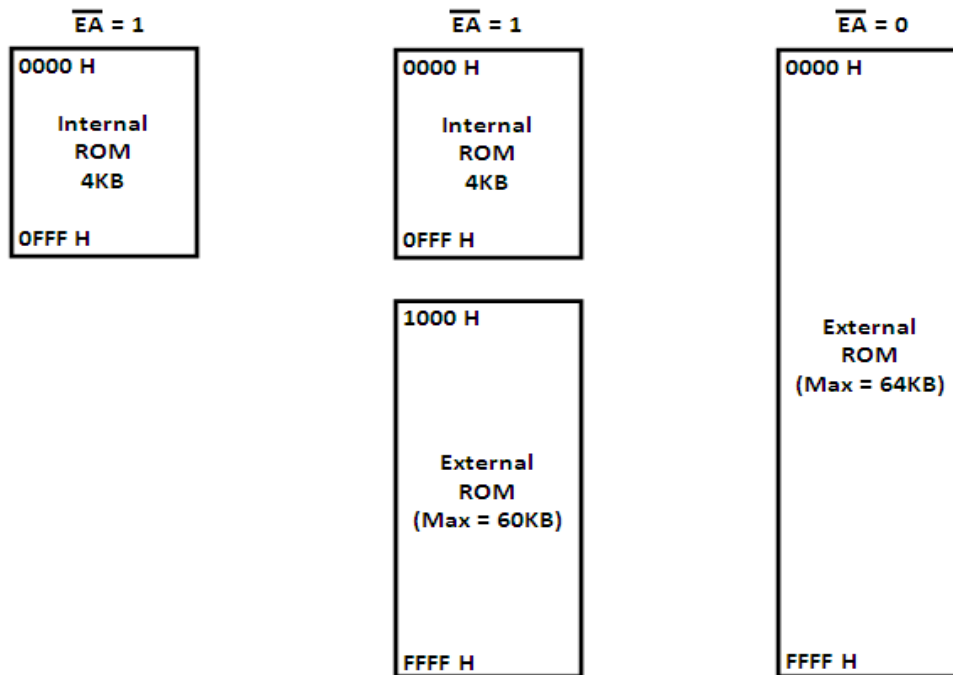 EA = 1
0000 H
Internal
ROM
4KB
0FFF H
EA = 1
0000 H
Internal
ROM
4KB
0FFF H
1000 H
External
ROM
(Max = 60KB)
FFFF H
EA = 0
0000 H
External
ROM
(Max = 64KB)
FFFF H